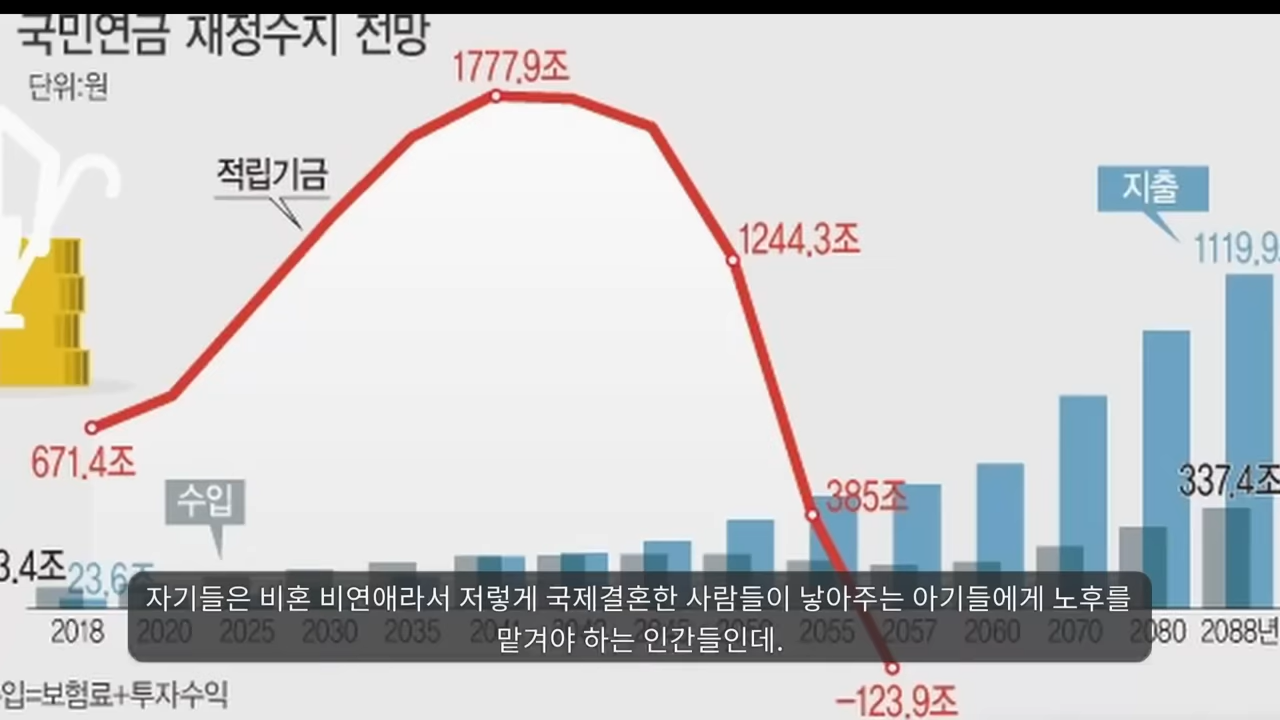 국민연금 재정수지 전망
단위:원
1777.9조
적립기금
1244.3조
지출
1119.9
671.4조
385조
수입
337.4조
3.4조
23.6조
자기들은 비혼 비연애라서 저렇게 국제결혼한 사람들이 낳아주는 아기들에게 노후를
맡겨야 하는 인간들인데.
2018 2020 2025 2030 2035 2055 2057 2060 2070 2080 2088년
입=보험료+투자수익
−123.9조